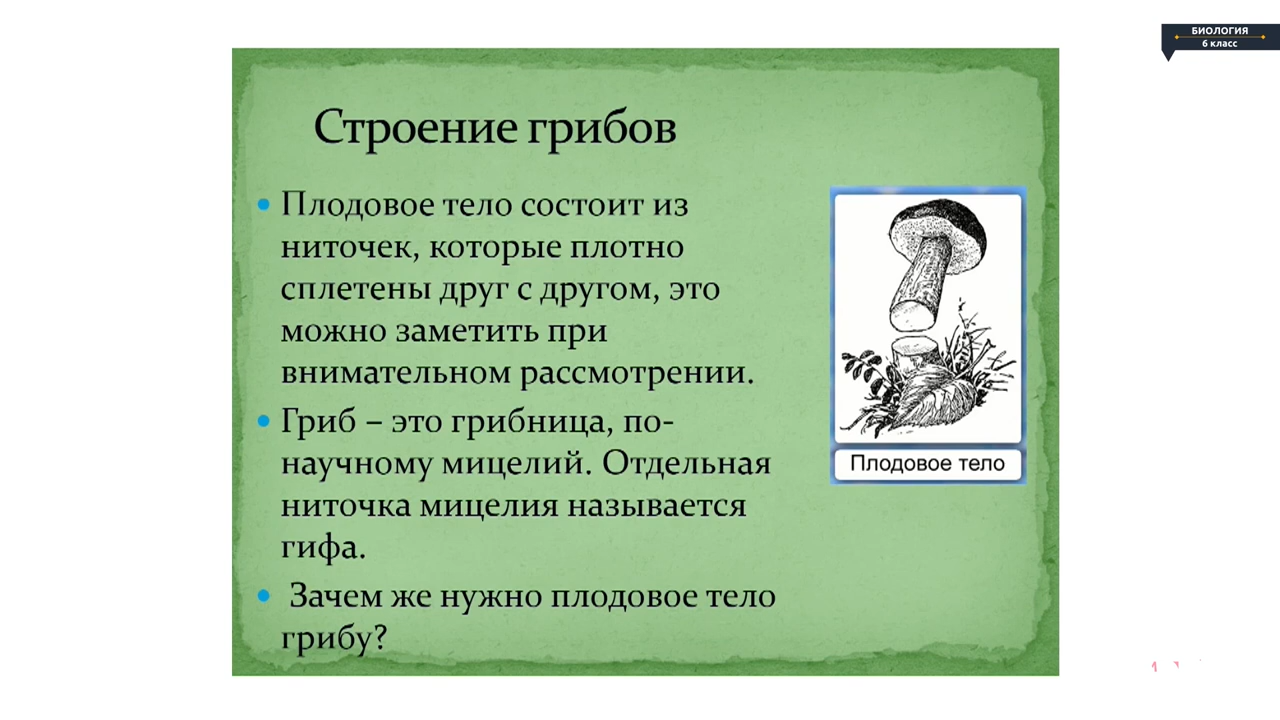 БИОЛОГИЯ
6 класс
Строение грибов
• Плодовое тело состоит из
ниточек, которые плотно
сплетены друг с другом, это
можно заметить при
внимательном рассмотрении.
• Гриб – это грибница, по-
научному мицелий. Отдельная
ниточка мицелия называется
гифа.
• Зачем же нужно плодовое тело
грибу?
Плодовое тело